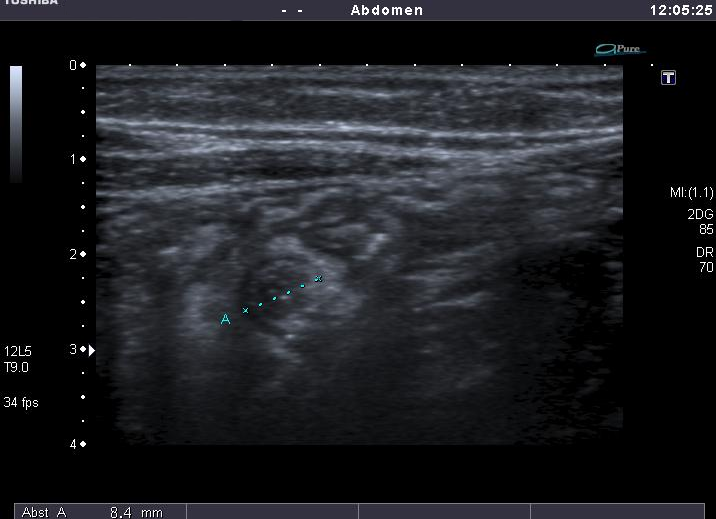 TOSHIBA
- - Abdomen 12:05:25
aPure
0
T
1
MI:(1.1)
2DG
85
DR
70
2
A
3
12L5
T9.0
34 fps
4
Abst A 8.4 mm